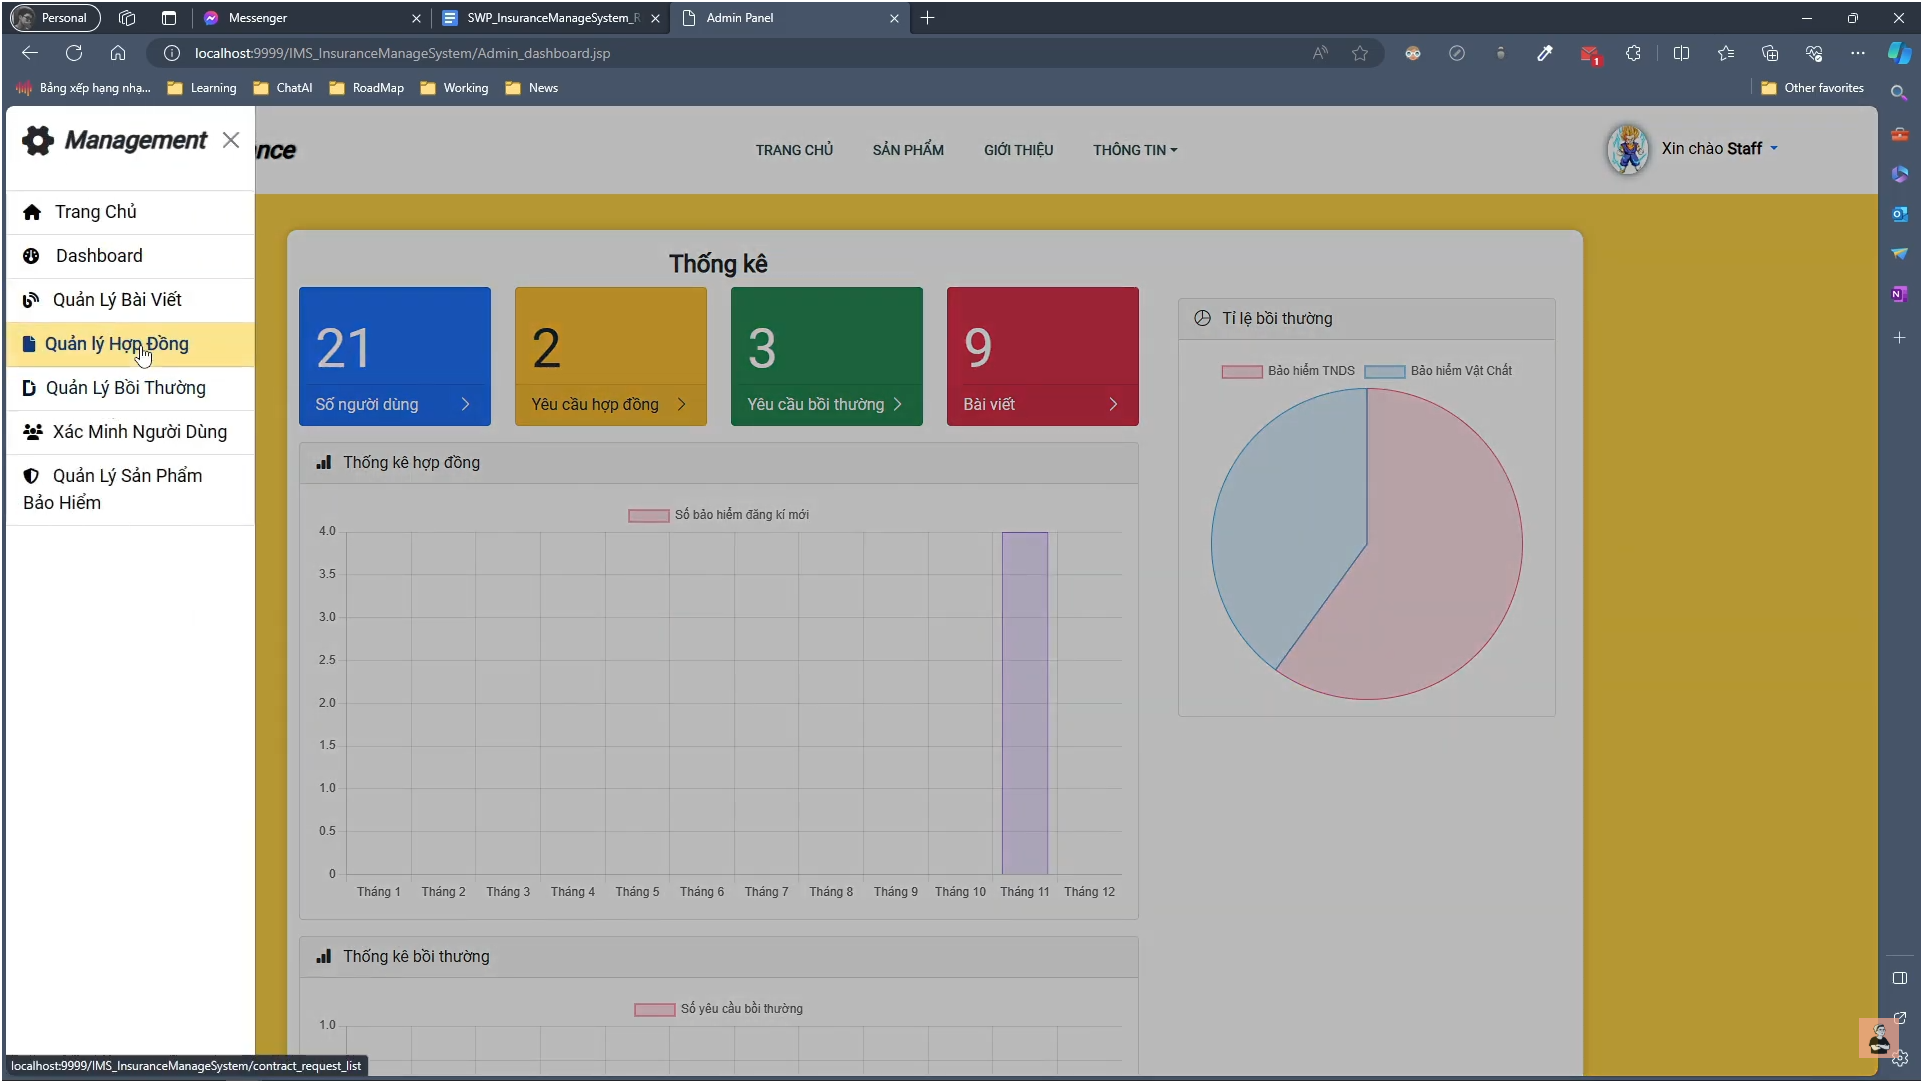 Personal
Messenger
SWP_InsuranceManageSystem_R
Admin Panel
localhost:9999/IMS_InsuranceManageSystem/Admin_dashboard.jsp
1
Bảng xếp hạng nhạ...
Learning
ChatAI
RoadMap
Working
News
Other favorites
Management
nce
TRANG CHỦ
SẢN PHẨM
GIỚI THIỆU
THÔNG TIN
Xin chào Staff
Trang Chủ
Dashboard
Quản Lý Bài Viết
Quản lý Hợp Đồng
Quản Lý Bồi Thường
Xác Minh Người Dùng
Quản Lý Sản Phẩm
Bảo Hiểm
Thống kê
21
Số người dùng
2
Yêu cầu hợp đồng
3
Yêu cầu bồi thường
9
Bài viết
Tỉ lệ bồi thường
Bảo hiểm TNDS
Bảo hiểm Vật Chất
Thống kê hợp đồng
Số bảo hiểm đăng kí mới
4.0
3.5
3.0
2.5
2.0
1.5
1.0
0.5
0
Tháng 1
Tháng 2
Tháng 3
Tháng 4
Tháng 5
Tháng 6
Tháng 7
Tháng 8
Tháng 9
Tháng 10
Tháng 11
Tháng 12
Thống kê bồi thường
Số yêu cầu bồi thường
1.0
localhost:9999/IMS_InsuranceManageSystem/contract_request_list